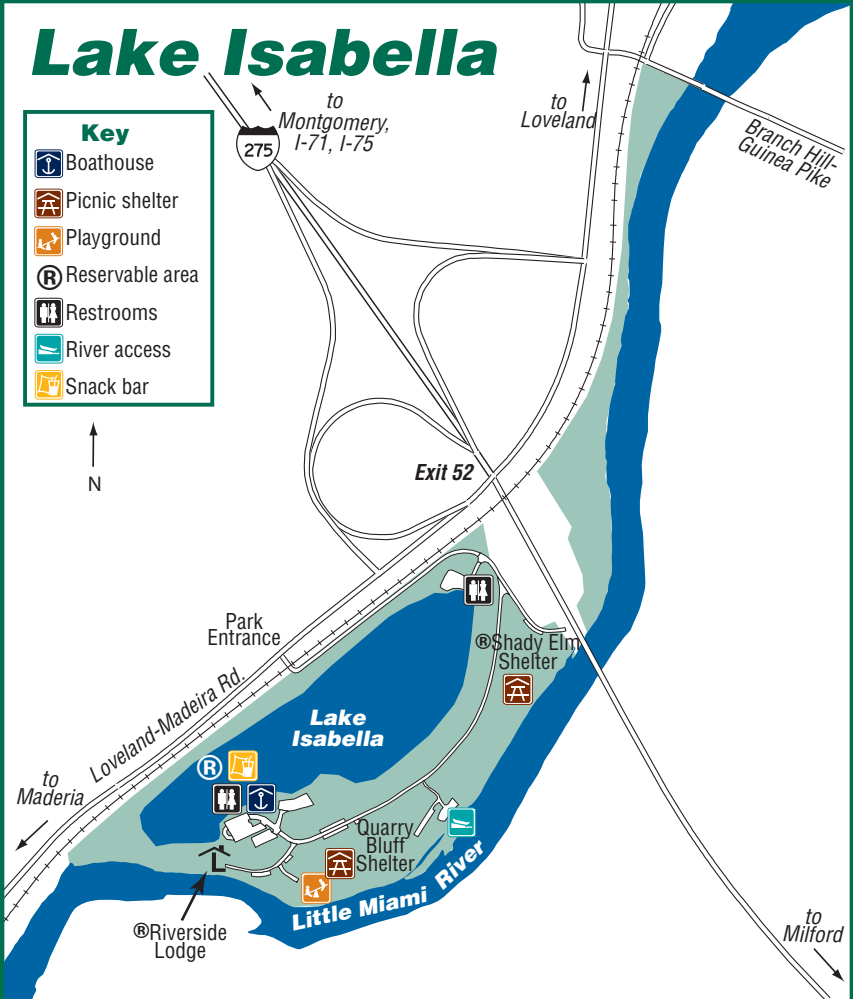 Lake Isabella
to
Montgomery,
I-71, I-75
275
to
Loveland
Branch Hill-
Guinea Pike
Key
Boathouse
Picnic shelter
Playground
® Reservable area
Restrooms
River access
Snack bar
N
Exit 52
Park
Entrance
®Shady Elm
Shelter
Loveland-Madeira Rd.
Lake
Isabella
to
Maderia
®
Quarry
Bluff
Shelter
L
Little Miami River
®Riverside
Lodge
to
Milford